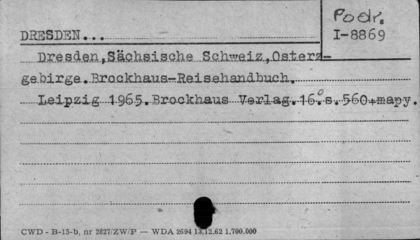 Podr.
DRESDEN... I-8869
Dresden,Sächsische Schweiz,Osterz-
gebirge.Brockhaus-Reisehandbuch.
Leipzig 1965.Brockhaus Verlag.16°s.560+mapy.
CWD - B-15-b, nr 2827/ZW/P — WDA 2694 13.12.62 1.700.000